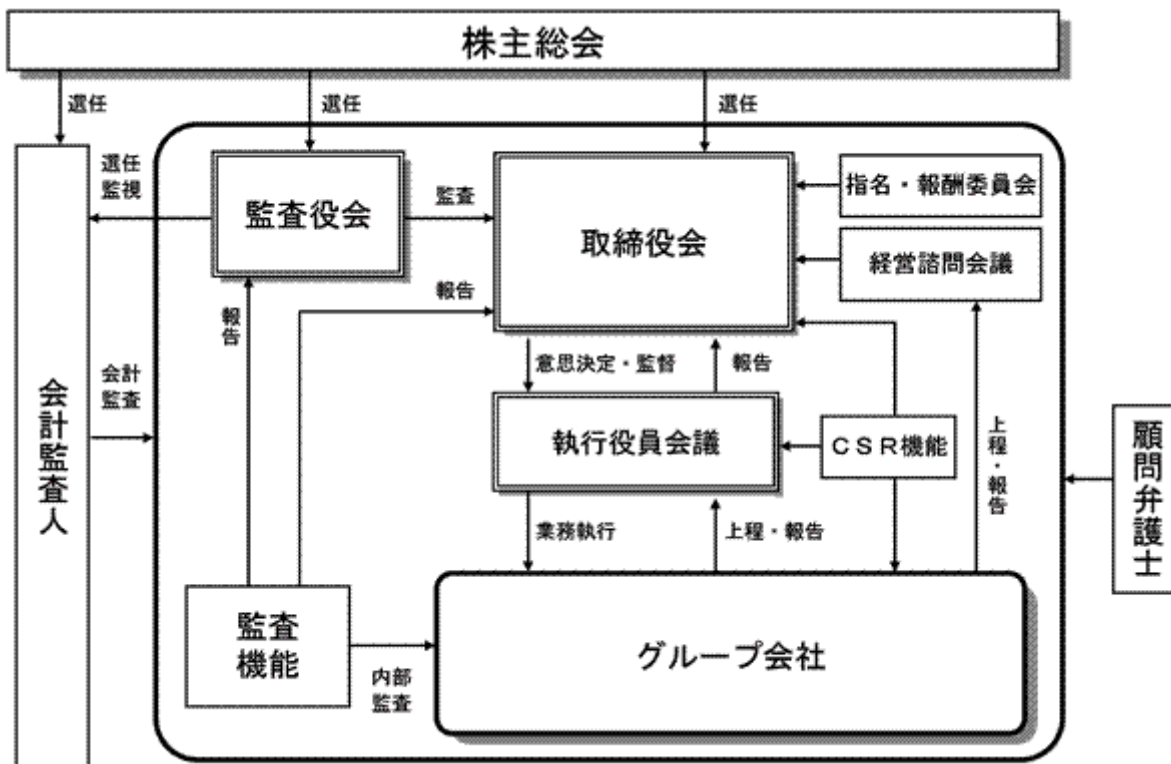 株主総会
選任
選任
選任
選任
監視
監査役会
監査
取締役会
指名・報酬委員会
経営諮問会議
報告
報告
意思決定・監督
報告
会計
監査
会計監査人
執行役員会議
CSR機能
上程・報告
顧問弁護士
業務執行
上程・報告
監査
機能
内部
監査
グループ会社